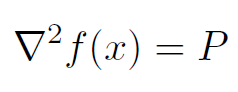 ∇²f(x) = P